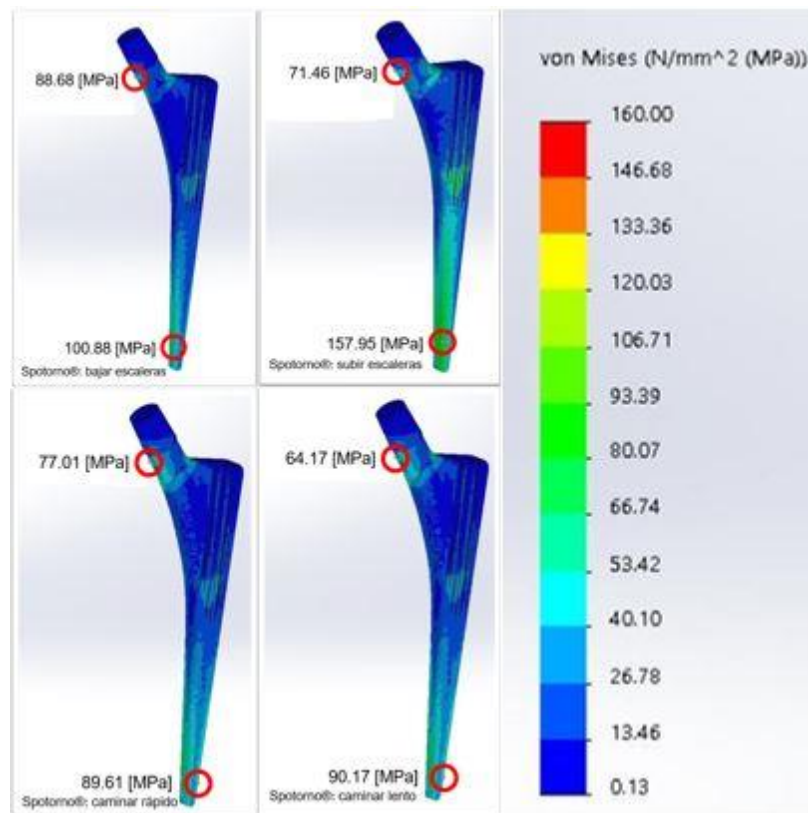 88.68 [MPa]
100.88 [MPa]
Spotorno®: bajar escaleras
71.46 [MPa]
157.95 [MPa]
Spotorno®: subir escaleras
77.01 [MPa]
89.61 [MPa]
Spotorno®: caminar rápido
64.17 [MPa]
90.17 [MPa]
Spotorno®: caminar lento
von Mises (N/mm^2 (MPa))
160.00
146.68
133.36
120.03
106.71
93.39
80.07
66.74
53.42
40.10
26.78
13.46
0.13